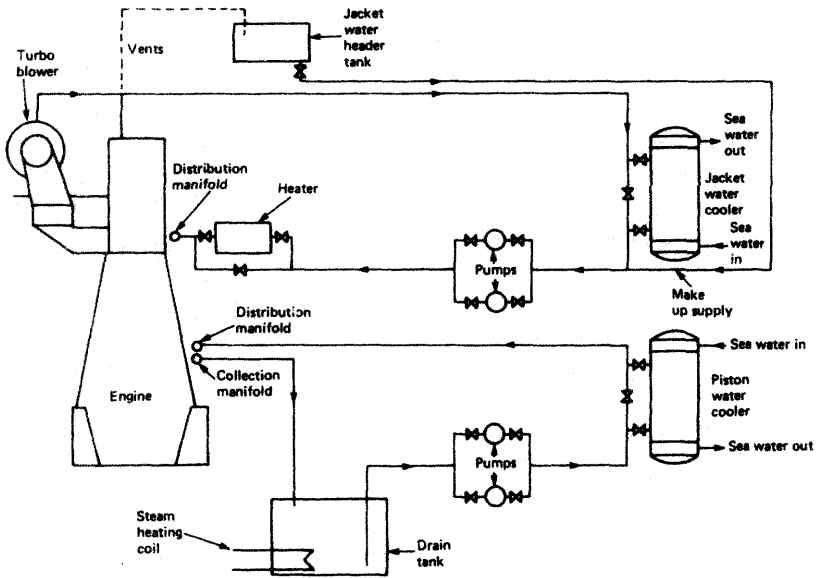 Jacket
water
header
tank
Turbo
blower
Vents
Sea
water
out
Distribution
manifold
Heater
Jacket
water
cooler
Sea
water
in
Pumps
Make
up supply
Distribution
manifold
Sea water in
Collection
manifold
Piston
water
cooler
Engine
Sea water out
Pumps
Steam
heating
coil
Drain
tank